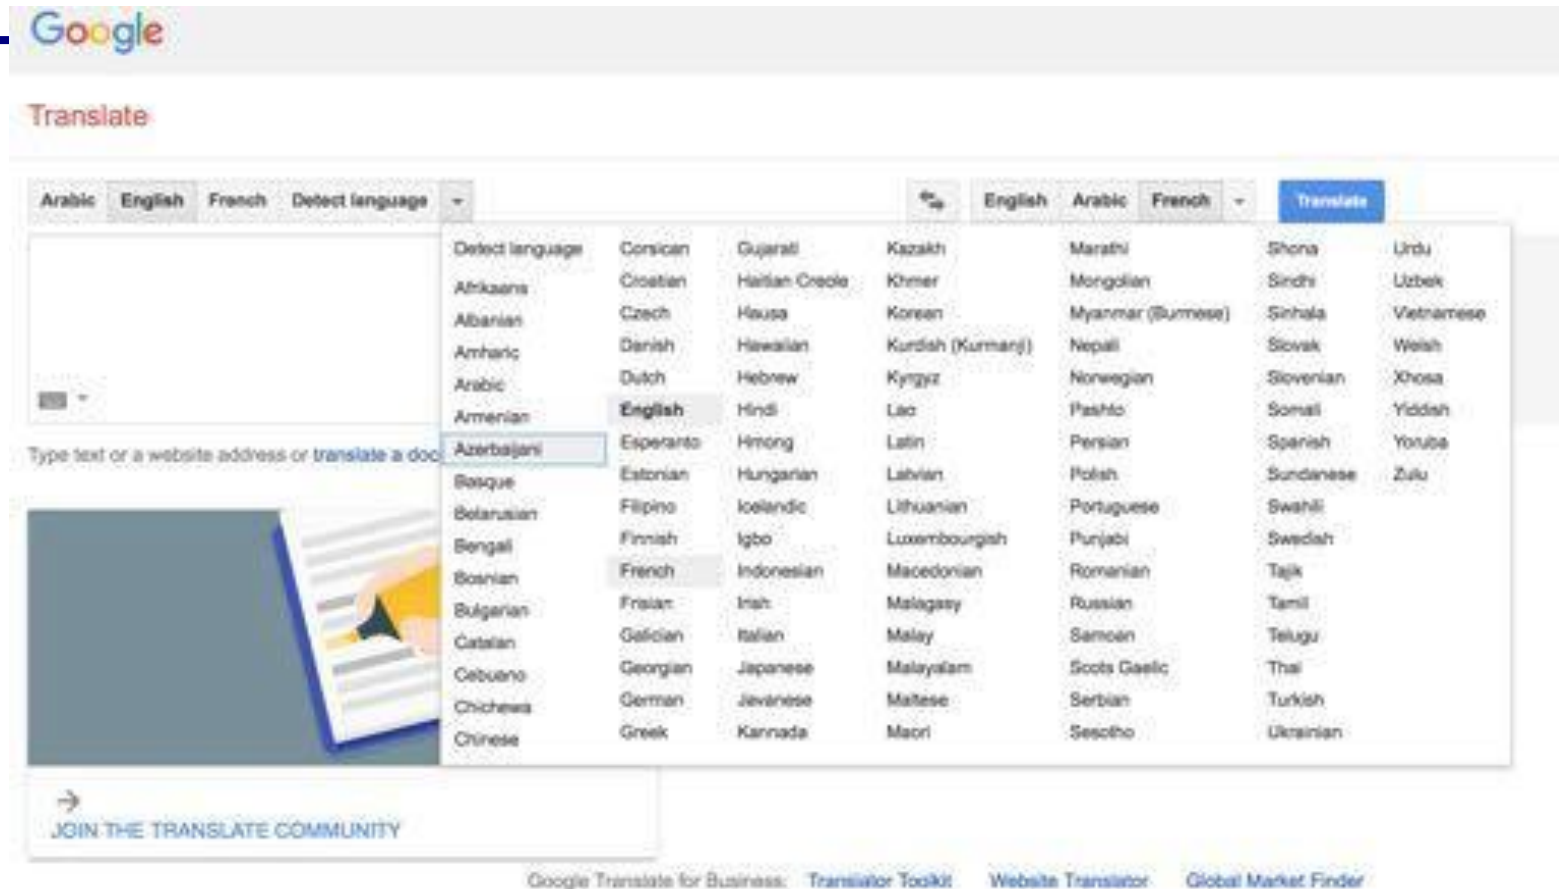 Google
Translate
Arabic English French Detect language English Arabic French Translate
Detect language Corsican Gujarati Kazakh Marathi Shona Urdu
Afrikaans Croatian Haitian Creole Khmer Mongolian Sindhi Uzbek
Albanian Czech Hausa Korean Myanmar (Burmese) Sinhala Vietnamese
Amharic Danish Hawaiian Kurdish (Kurmanji) Nepali Slovak Welsh
Arabic Dutch Hebrew Kyrgyz Norwegian Slovenian Xhosa
Armenian English Hindi Lao Pashto Somali Yiddish
Type text or a website address or translate a doc Azerbaijani Esperanto Hmong Latin Persian Spanish Yoruba
Basque Estonian Hungarian Latvian Polish Sundanese Zulu
Belarusian Filipino Icelandic Lithuanian Portuguese Swahili
Bengali Finnish Igbo Luxembourgish Punjabi Swedish
Bosnian French Indonesian Macedonian Romanian Tajik
Bulgarian Frisian Irish Malagasy Russian Tamil
Catalan Galician Italian Malay Samoan Telugu
Cebuano Georgian Japanese Malayalam Scots Gaelic Thai
Chichewa German Javanese Maltese Serbian Turkish
Chinese Greek Kannada Maori Sesotho Ukrainian
JOIN THE TRANSLATE COMMUNITY
Google Translate for Business: Translator Toolkit Website Translator Global Market Finder